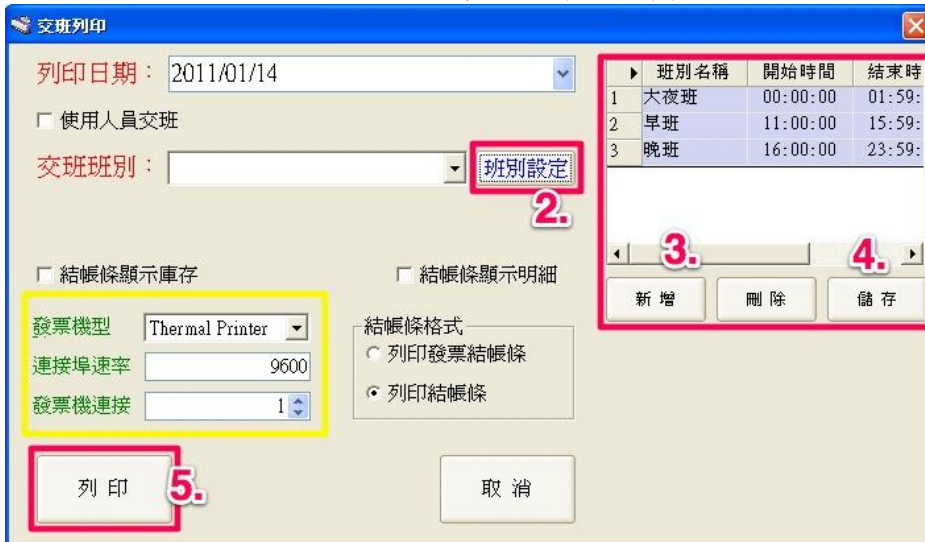 交班列印
列印日期： 2011/01/14
使用人員交班
交班班別： 班別設定
2.
結帳條顯示庫存 結帳條顯示明細
發票機型 Thermal Printer
連接埠速率 9600
發票機連接 1
結帳條格式
列印發票結帳條
列印結帳條
列印 5. 取消
班別名稱 開始時間 結束時
1 大夜班 00:00:00 01:59:
2 早班 11:00:00 15:59:
3 晚班 16:00:00 23:59:
3. 4.
新增 刪除 儲存